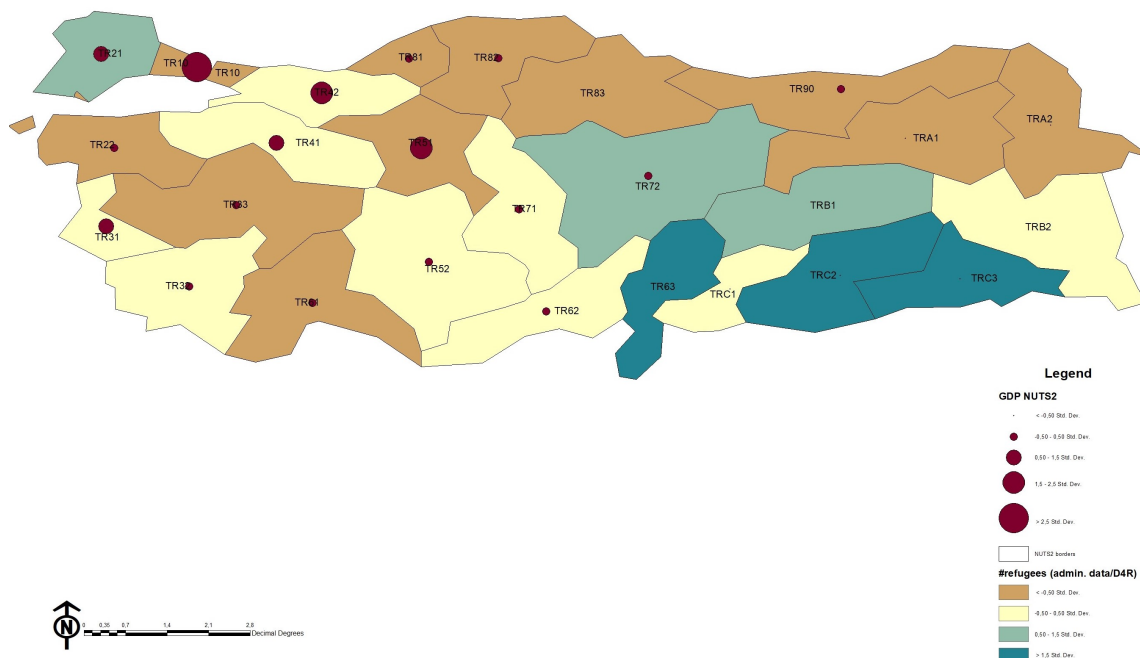 TR21
TR10
TR10
TR81
TR82
TR42
TR83
TR90
TRA2
TRA1
TR22
TR41
TR51
TR72
TRB1
TR33
TR71
TR31
TRB2
TR52
TRC2
TRC3
TR32
TR63
TRC1
TR61
TR62
Legend
GDP NUTS2
< -0,50 Std. Dev.
-0,50 - 0,50 Std. Dev.
0,50 - 1,5 Std. Dev.
1,5 - 2,5 Std. Dev.
> 2,5 Std. Dev.
NUTS2 borders
#refugees (admin. data/D4R)
< -0,50 Std. Dev.
-0,50 - 0,50 Std. Dev.
0,50 - 1,5 Std. Dev.
> 1,5 Std. Dev.
N
0 0,35 0,7 1,4 2,1 2,8
Decimal Degrees